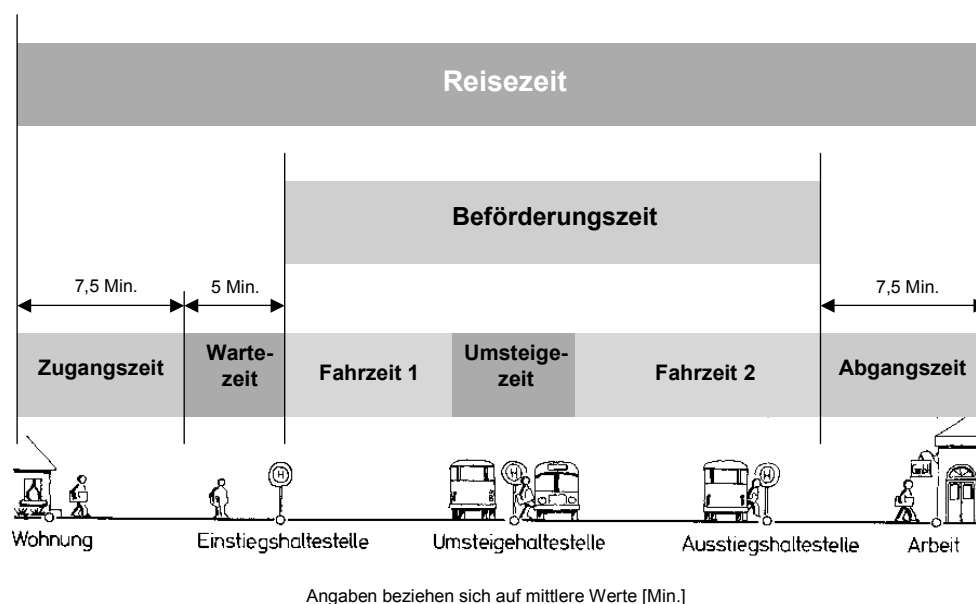 Reisezeit
Beförderungszeit
7,5 Min.
5 Min.
7,5 Min.
Zugangszeit
Warte-
zeit
Fahrzeit 1
Umsteige-
zeit
Fahrzeit 2
Abgangszeit
H
H
H
GmbH
Wohnung
Einstiegshaltestelle
Umsteigehaltestelle
Ausstiegshaltestelle
Arbeit
Angaben beziehen sich auf mittlere Werte [Min.]